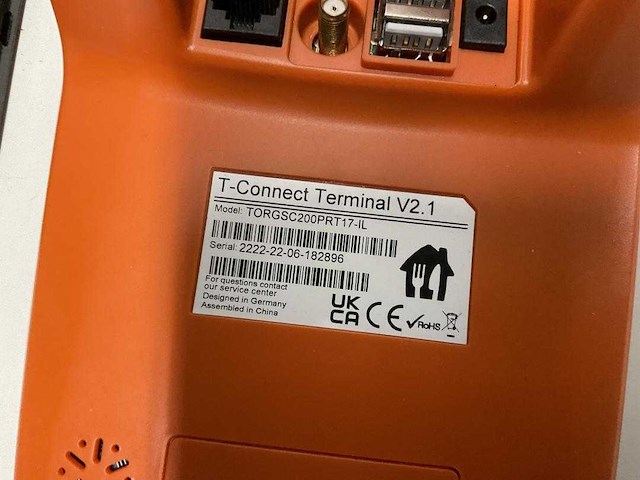 T-Connect Terminal V2.1
Model: TORGSC200PRT17-IL
Serial: 2222-22-06-182896
For questions contact
our service center
Designed in Germany
Assembled in China
UK
CA CE RoHS